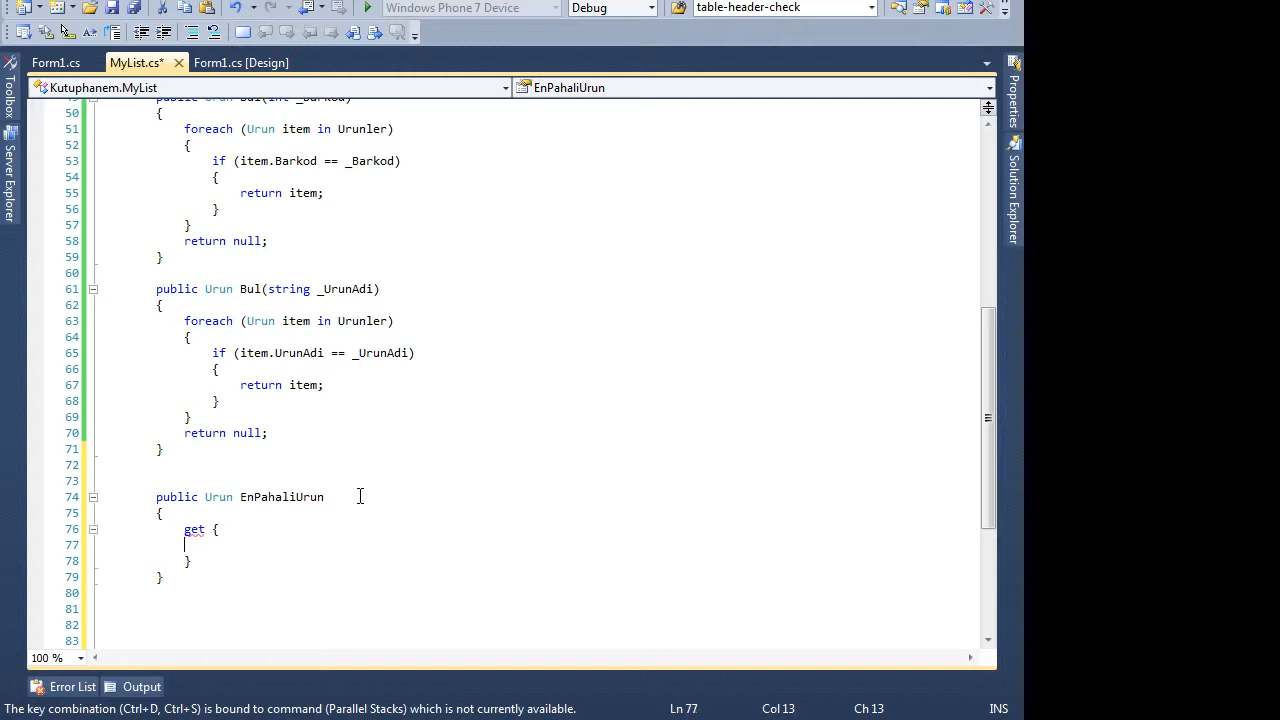 Windows Phone 7 Device Debug table-header-check
Form1.cs MyList.cs* Form1.cs [Design]
Kutuphanem.MyList EnPahaliUrun
Toolbox
Server Explorer
Properties
Solution Explorer
49 public Urun Bul(int _Barkod)
50 {
51 foreach (Urun item in Urunler)
52 {
53 if (item.Barkod == _Barkod)
54 {
55 return item;
56 }
57 }
58 return null;
59 }
60
61 public Urun Bul(string _UrunAdi)
62 {
63 foreach (Urun item in Urunler)
64 {
65 if (item.UrunAdi == _UrunAdi)
66 {
67 return item;
68 }
69 }
70 return null;
71 }
72
73
74 public Urun EnPahaliUrun
75 {
76 get {
77
78 }
79 }
80
81
82
83
100 %
Error List Output
The key combination (Ctrl+D, Ctrl+S) is bound to command (Parallel Stacks) which is not currently available. Ln 77 Col 13 Ch 13 INS